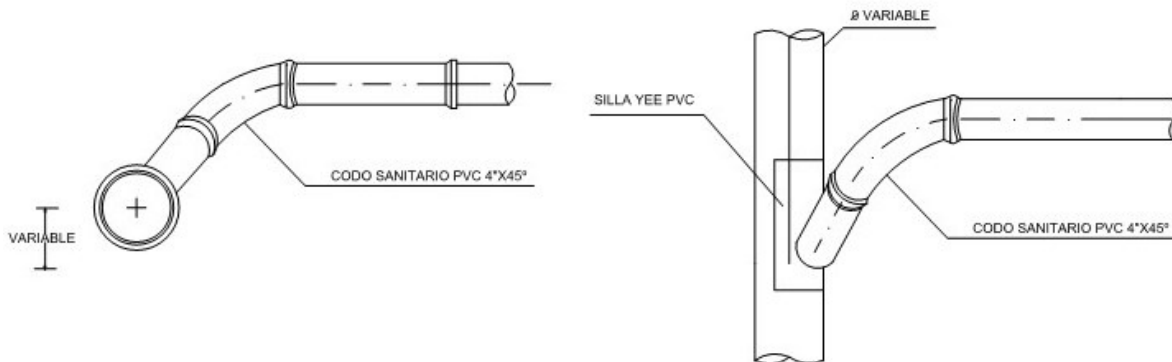 Ø VARIABLE
SILLA YEE PVC
CODO SANITARIO PVC 4"X45º
VARIABLE
CODO SANITARIO PVC 4"X45º